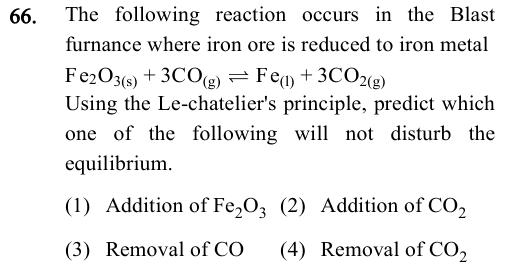 66. The following reaction occurs in the Blast
furnance where iron ore is reduced to iron metal
Fe₂O₃(s) + 3CO(g) ⇌ Fe(l) + 3CO₂(g)
Using the Le-chatelier's principle, predict which
one of the following will not disturb the
equilibrium.
(1) Addition of Fe₂O₃ (2) Addition of CO₂
(3) Removal of CO (4) Removal of CO₂